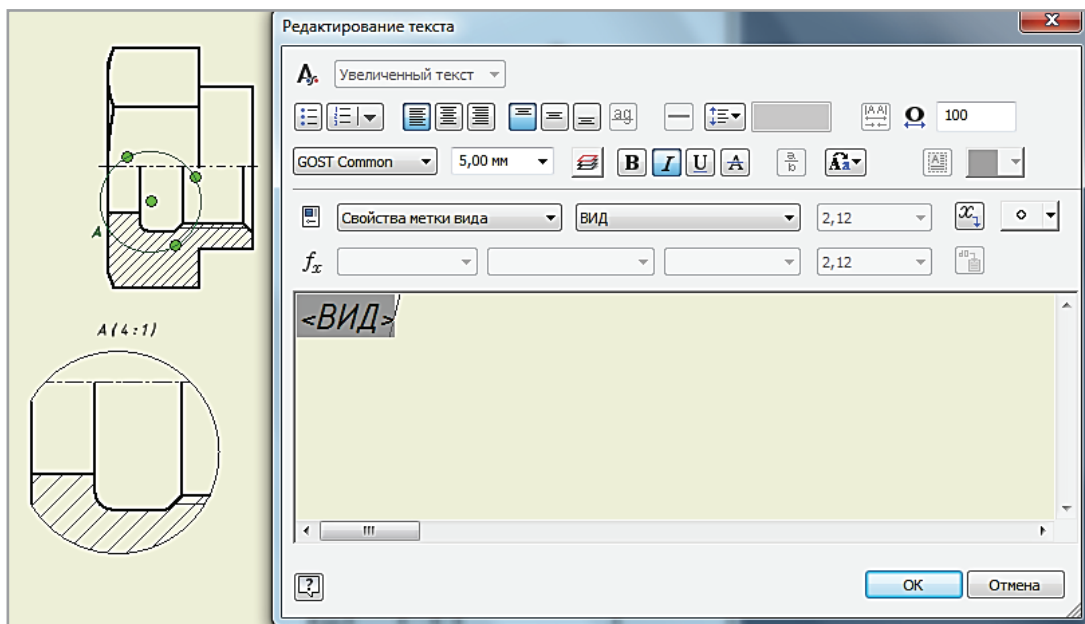 Редактирование текста
Увеличенный текст
100
GOST Common
5,00 мм
B I U A
Свойства метки вида
ВИД
2,12
fx
2,12
<ВИД>
A
A(4:1)
OK
Отмена